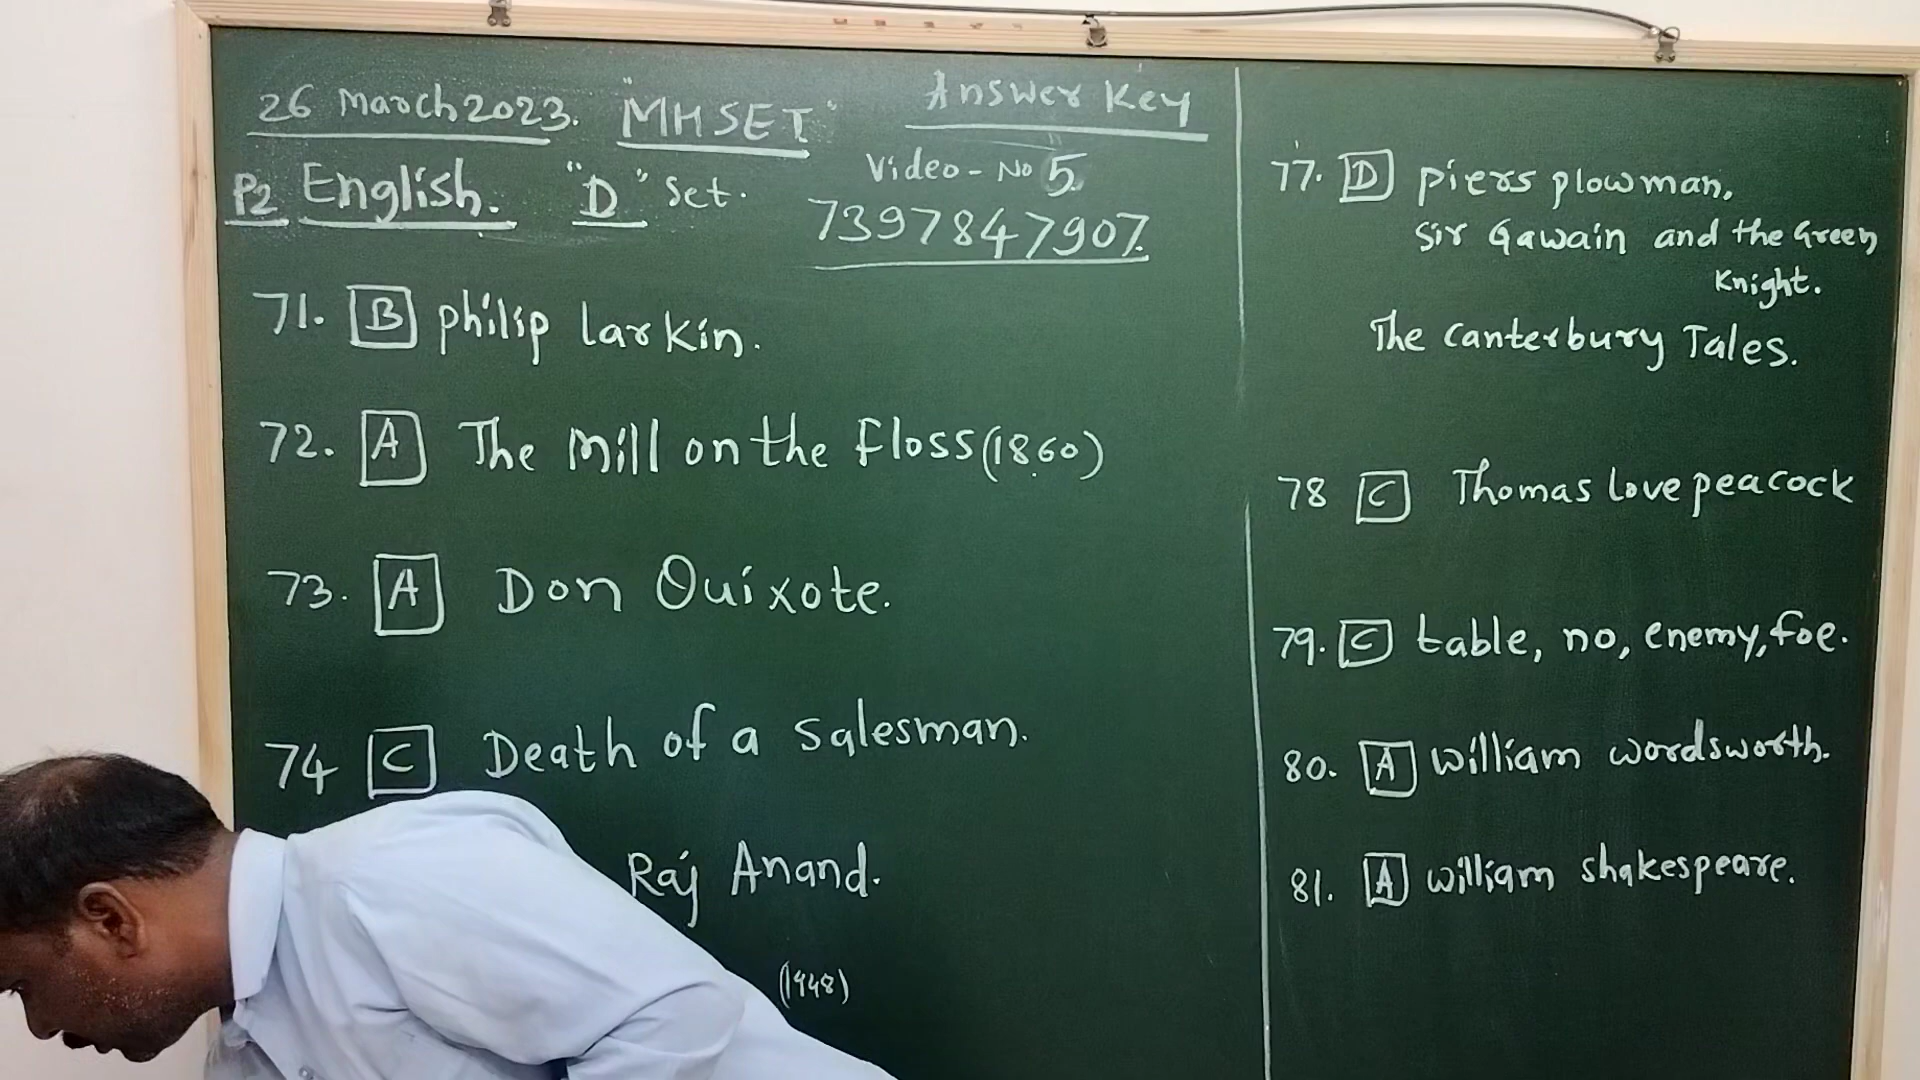 26 March 2023. "MHSET" Answer Key
P2 English. "D" Set. Video - No 5.
7397847907.
71. B Philip Larkin.
72. A The Mill on the Floss (1860)
73. A Don Quixote.
74 C Death of a Salesman.
Raj Anand.
(1948)
77. D Piers Plowman,
Sir Gawain and the Green
Knight.
The Canterbury Tales.
78 C Thomas Love peacock
79. C table, no, enemy, foe.
80. A William Wordsworth.
81. A William Shakespeare.